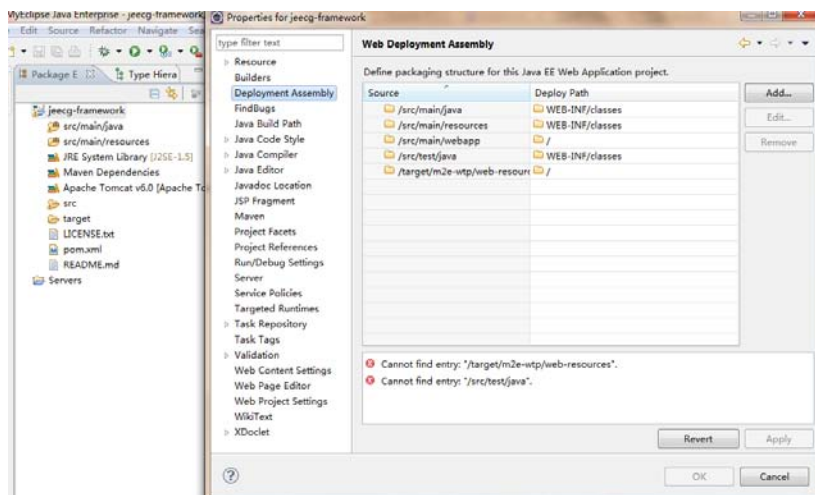 MyEclipse Java Enterprise - jeecg-framework
Edit Source Refactor Navigate Sea
Package E
Type Hiera
jeecg-framework
src/main/java
src/main/resources
JRE System Library [J2SE-1.5]
Maven Dependencies
Apache Tomcat v6.0 [Apache To
src
target
LICENSE.txt
pom.xml
README.md
Servers
Properties for jeecg-framework
type filter text
Resource
Builders
Deployment Assembly
FindBugs
Java Build Path
Java Code Style
Java Compiler
Java Editor
Javadoc Location
JSP Fragment
Maven
Project Facets
Project References
Run/Debug Settings
Server
Service Policies
Targeted Runtimes
Task Repository
Task Tags
Validation
Web Content Settings
Web Page Editor
Web Project Settings
WikiText
XDoclet
Web Deployment Assembly
Define packaging structure for this Java EE Web Application project.
Source Deploy Path
/src/main/java WEB-INF/classes
/src/main/resources WEB-INF/classes
/src/main/webapp /
/src/test/java WEB-INF/classes
/target/m2e-wtp/web-resourc /
Add...
Edit...
Remove
Cannot find entry: "/target/m2e-wtp/web-resources".
Cannot find entry: "/src/test/java".
Revert Apply
OK Cancel